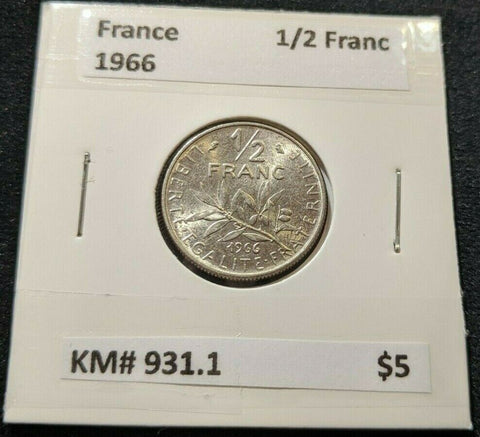 France 1/2 Franc
1966
1/2
FRANC
LIBERTE·EGALITE·FRATERNITE
1966
KM# 931.1 $5